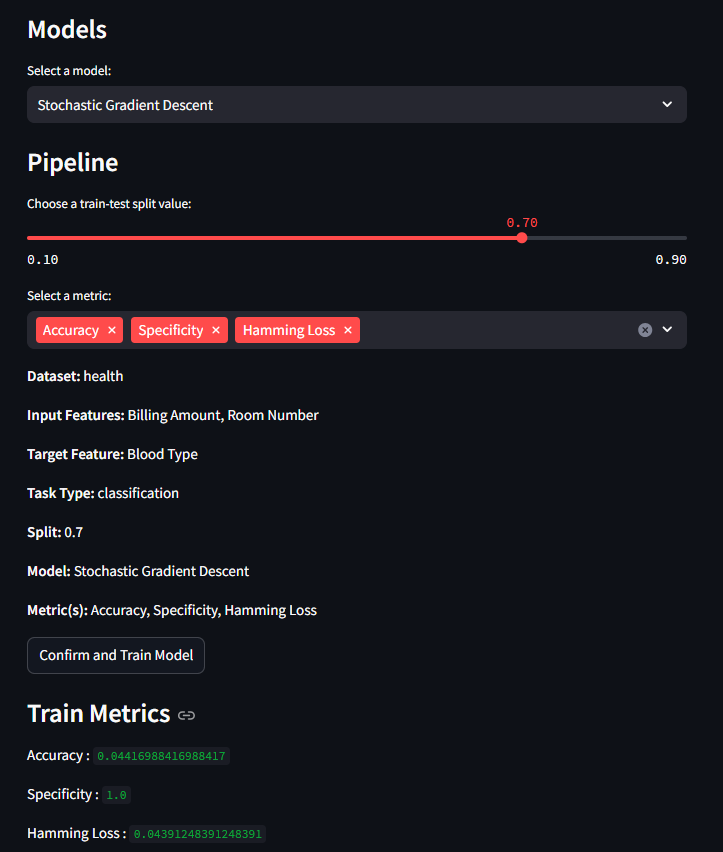 Models
Select a model:
Stochastic Gradient Descent
Pipeline
Choose a train-test split value:
0.70
0.10 0.90
Select a metric:
Accuracy × Specificity × Hamming Loss ×
Dataset: health
Input Features: Billing Amount, Room Number
Target Feature: Blood Type
Task Type: classification
Split: 0.7
Model: Stochastic Gradient Descent
Metric(s): Accuracy, Specificity, Hamming Loss
Confirm and Train Model
Train Metrics
Accuracy : 0.04416988416988417
Specificity : 1.0
Hamming Loss : 0.04391248391248391